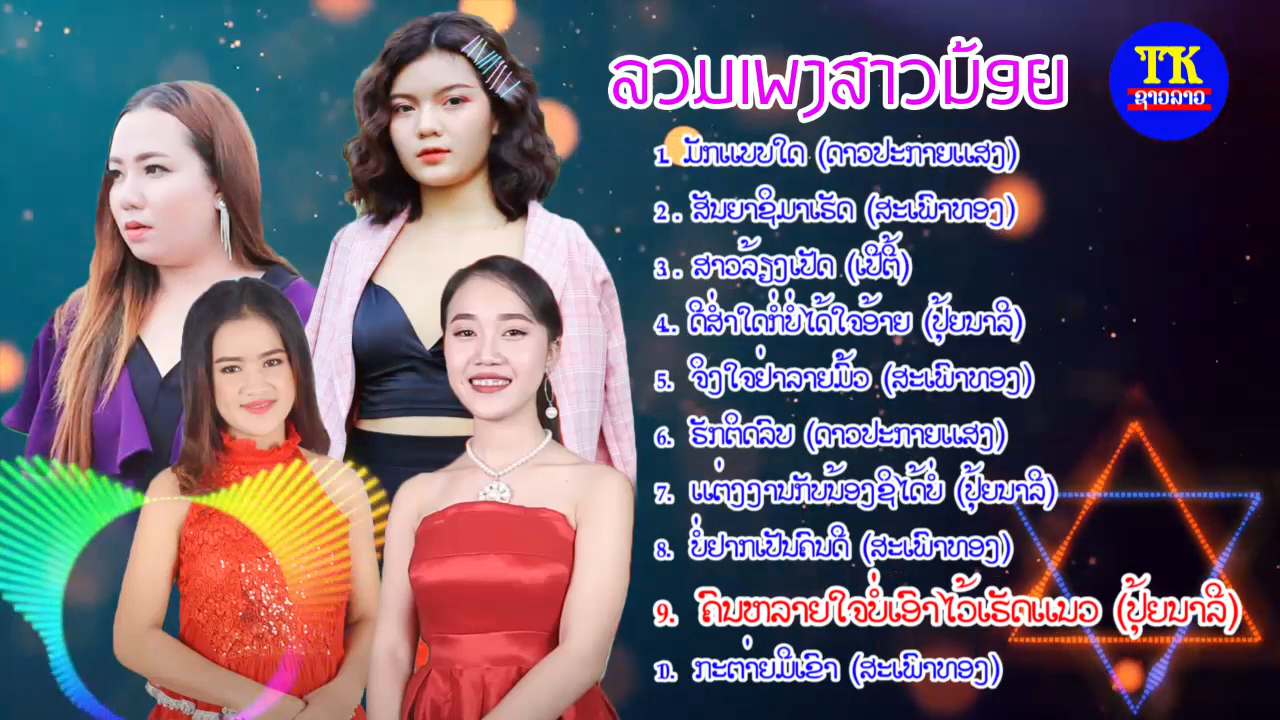 ລວມເພງສາວນ້ອຍ
TK
ຊາວລາວ
1. ມັກແບບໃດ (ດາວປະກາຍແສງ)
2. ສັນຍາຊິມາເຮັດ (ສະເພົາທອງ)
3. ສາວລ້ຽງເປັດ (ເປີຕີ້)
4. ດີສ່ຳໃດກໍ່ບໍ່ໄດ້ໃຈອ້າຍ (ປຸ້ຍນາລີ)
5. ຈິງໃຈຢ່າລາຍມົ້ວ (ສະເພົາທອງ)
6. ຮັກຕິດລົບ (ດາວປະກາຍແສງ)
7. ແຕ່ງງານກັບນ້ອງຊິໄດ້ບໍ່ (ປຸ້ຍນາລີ)
8. ບໍ່ຢາກເປັນຄົນດີ (ສະເພົາທອງ)
9. ຄົນຫລາຍໃຈບໍ່ເອົາໄວ້ເຮັດແນວ (ປຸ້ຍນາລີ)
10. ກະຕ່າຍມືເຂົາ (ສະເພົາທອງ)